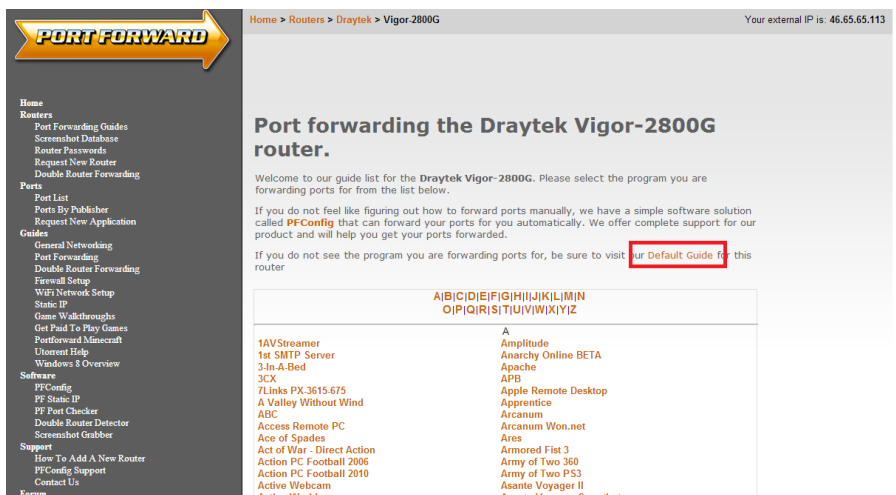 PORT FORWARD
Home > Routers > Draytek > Vigor-2800G
Your external IP is: 46.65.65.113
Home
Routers
Port Forwarding Guides
Screenshot Database
Router Passwords
Request New Router
Double Router Forwarding
Ports
Port List
Ports By Publisher
Request New Application
Guides
General Networking
Port Forwarding
Double Router Forwarding
Firewall Setup
WiFi Network Setup
Static IP
Game Walkthroughs
Get Paid To Play Games
Portforward Minecraft
Utorrent Help
Windows 8 Overview
Software
PFConfig
PF Static IP
PF Port Checker
Double Router Detector
Screenshot Grabber
Support
How To Add A New Router
PFConfig Support
Contact Us
Forum
Port forwarding the Draytek Vigor-2800G
router.
Welcome to our guide list for the Draytek Vigor-2800G. Please select the program you are
forwarding ports for from the list below.
If you do not feel like figuring out how to forward ports manually, we have a simple software solution
called PFConfig that can forward your ports for you automatically. We offer complete support for our
product and will help you get your ports forwarded.
If you do not see the program you are forwarding ports for, be sure to visit our Default Guide for this
router
A|B|C|D|E|F|G|H|I|J|K|L|M|N
O|P|Q|R|S|T|U|V|W|X|Y|Z
A
1AVStreamer
1st SMTP Server
3-In-A-Bed
3CX
7Links PX-3615-675
A Valley Without Wind
ABC
Access Remote PC
Ace of Spades
Act of War - Direct Action
Action PC Football 2006
Action PC Football 2010
Active Webcam
Amplitude
Anarchy Online BETA
Apache
APB
Apple Remote Desktop
Apprentice
Arcanum
Arcanum Won.net
Ares
Armored Fist 3
Army of Two 360
Army of Two PS3
Asante Voyager II